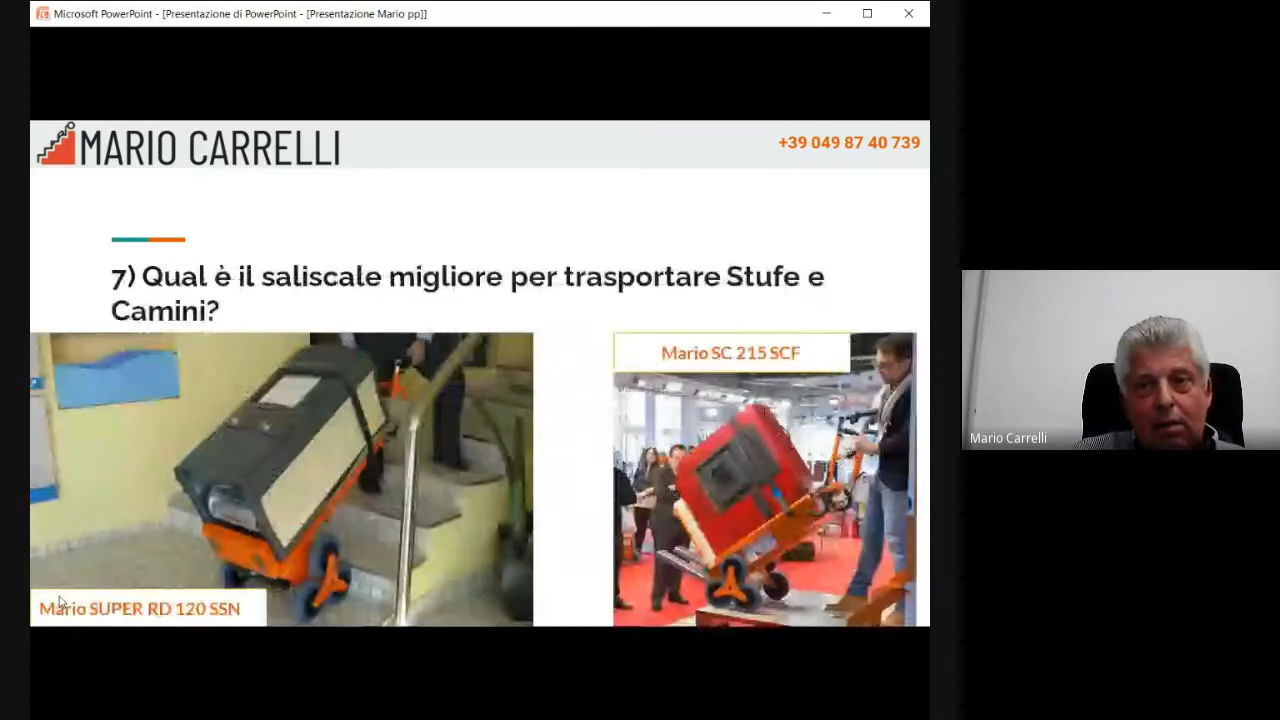 Microsoft PowerPoint - [Presentazione di PowerPoint - [Presentazione Mario pp]]
MARIO CARRELLI
+39 049 87 40 739
7) Qual è il saliscale migliore per trasportare Stufe e
Camini?
Mario SC 215 SCF
Mario Carrelli
Mario SUPER RD 120 SSN